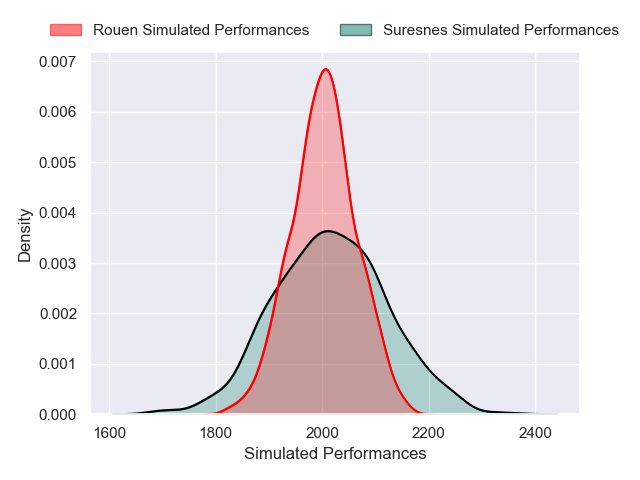 Rouen Simulated Performances Suresnes Simulated Performances
0.007
0.006
0.005
0.004
0.003
0.002
0.001
0.000
Density
1600 1800 2000 2200 2400
Simulated Performances